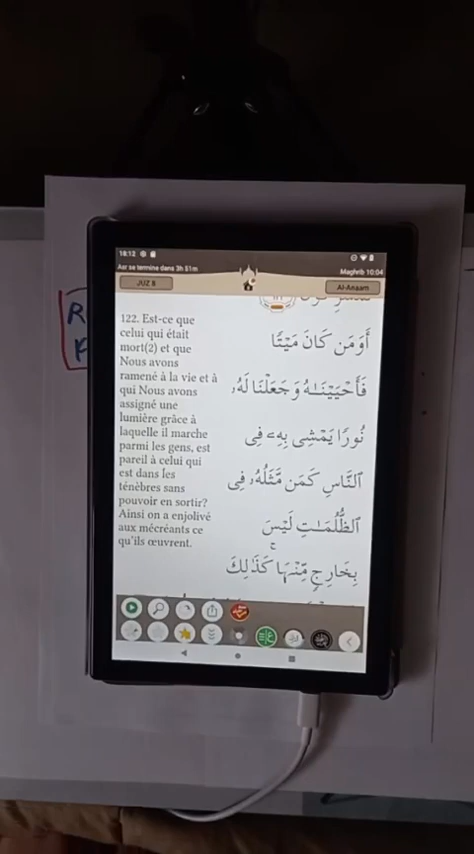 18:12
Asr se termine dans 3h 51m
Maghrib 10:04
JUZ 8
Al-Anaam
122. Est-ce que
celui qui était
mort(2) et que
Nous avons
ramené à la vie et à
qui Nous avons
assigné une
lumière grâce à
laquelle il marche
parmi les gens, est
pareil à celui qui
est dans les
ténèbres sans
pouvoir en sortir?
Ainsi on a enjolivé
aux mécréants ce
qu'ils œuvrent.
أَوَمَن كَانَ مَيْتًا
فَأَحْيَيْنَـٰهُ وَجَعَلْنَا لَهُۥ
نُورًا يَمْشِى بِهِۦ فِى
ٱلنَّاسِ كَمَن مَّثَلُهُۥ فِى
ٱلظُّلُمَـٰتِ لَيْسَ
بِخَارِجٍ مِّنْهَا ۚ كَذَٰلِكَ
R